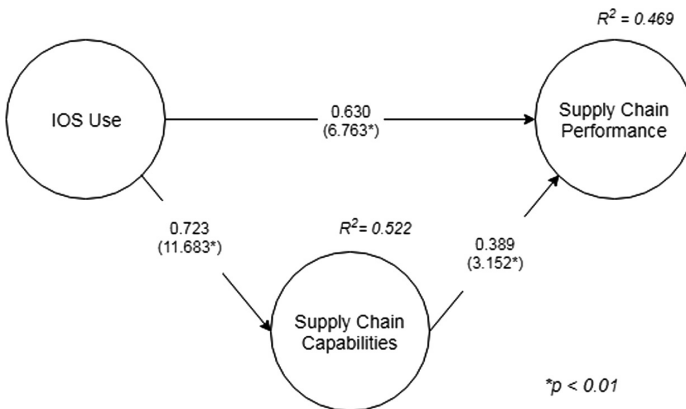 R² = 0.469
IOS Use
Supply Chain
Performance
0.630
(6.763*)
0.723
(11.683*)
R²= 0.522
0.389
(3.152*)
Supply Chain
Capabilities
*p < 0.01